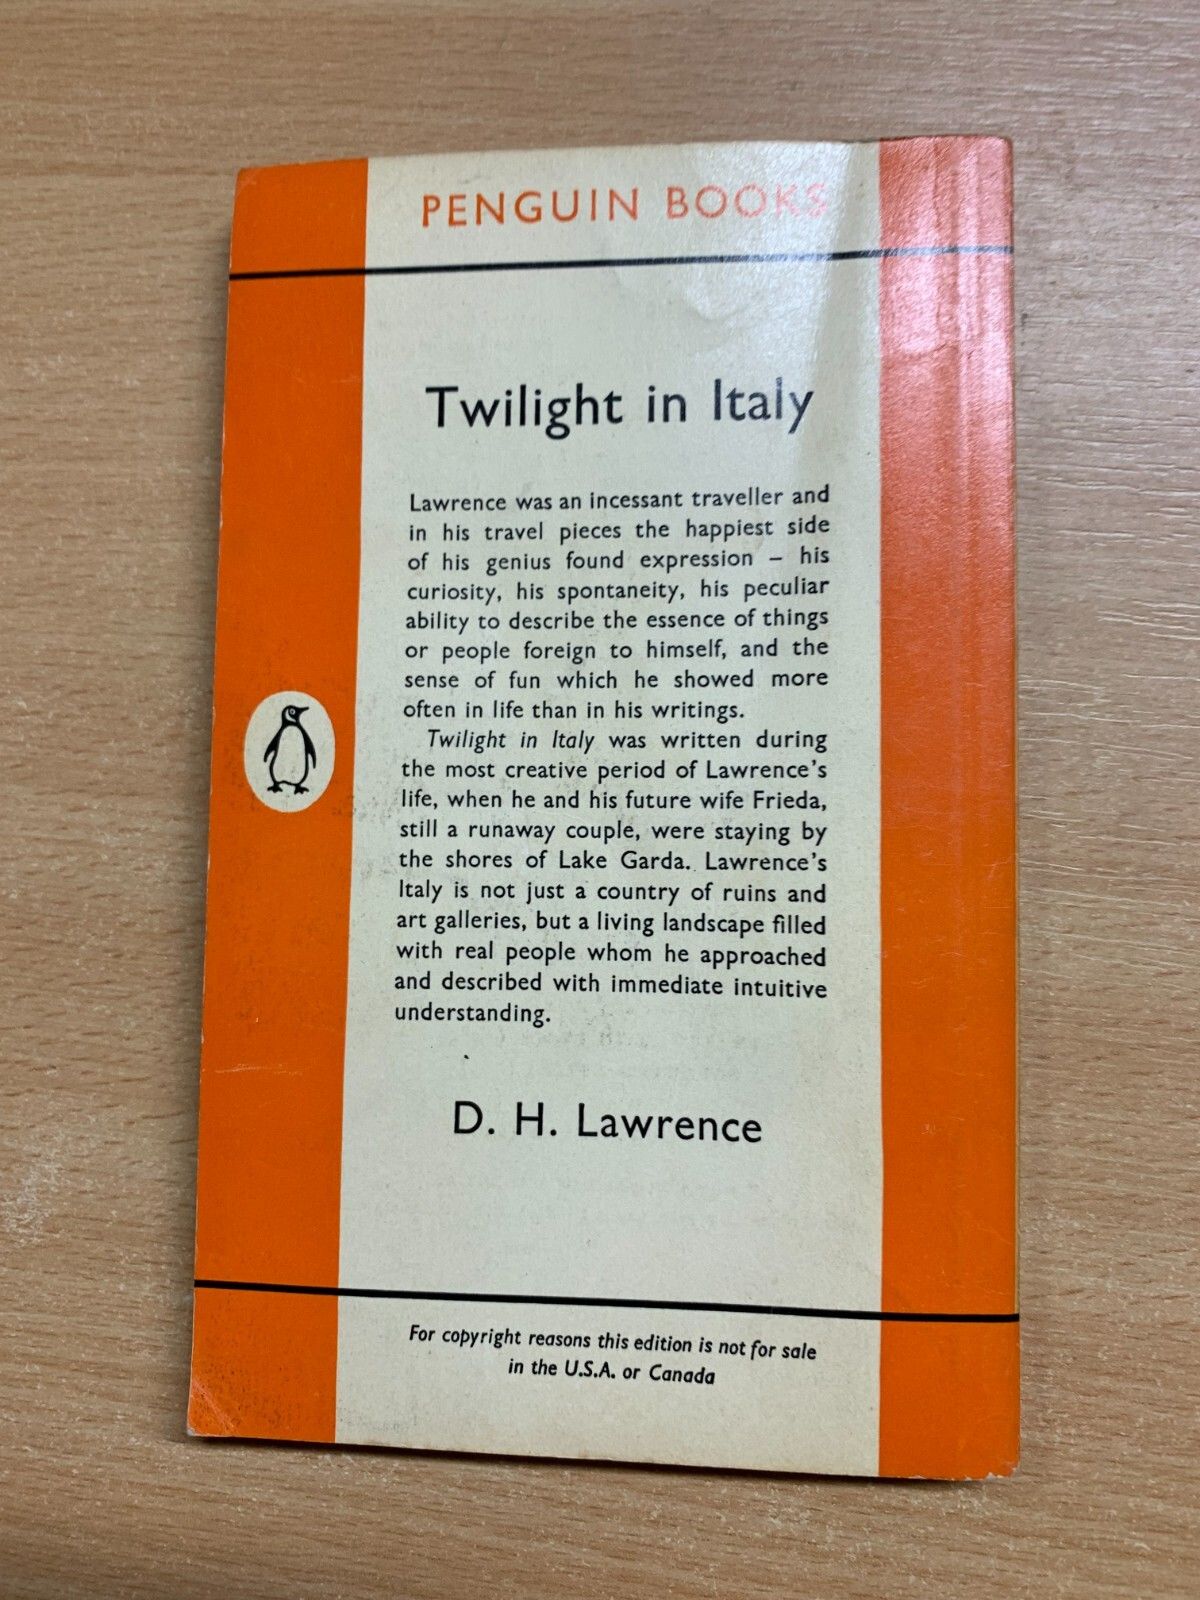 PENGUIN BOOKS
Twilight in Italy
Lawrence was an incessant traveller and
in his travel pieces the happiest side
of his genius found expression – his
curiosity, his spontaneity, his peculiar
ability to describe the essence of things
or people foreign to himself, and the
sense of fun which he showed more
often in life than in his writings.
Twilight in Italy was written during
the most creative period of Lawrence's
life, when he and his future wife Frieda,
still a runaway couple, were staying by
the shores of Lake Garda. Lawrence's
Italy is not just a country of ruins and
art galleries, but a living landscape filled
with real people whom he approached
and described with immediate intuitive
understanding.
D. H. Lawrence
For copyright reasons this edition is not for sale
in the U.S.A. or Canada